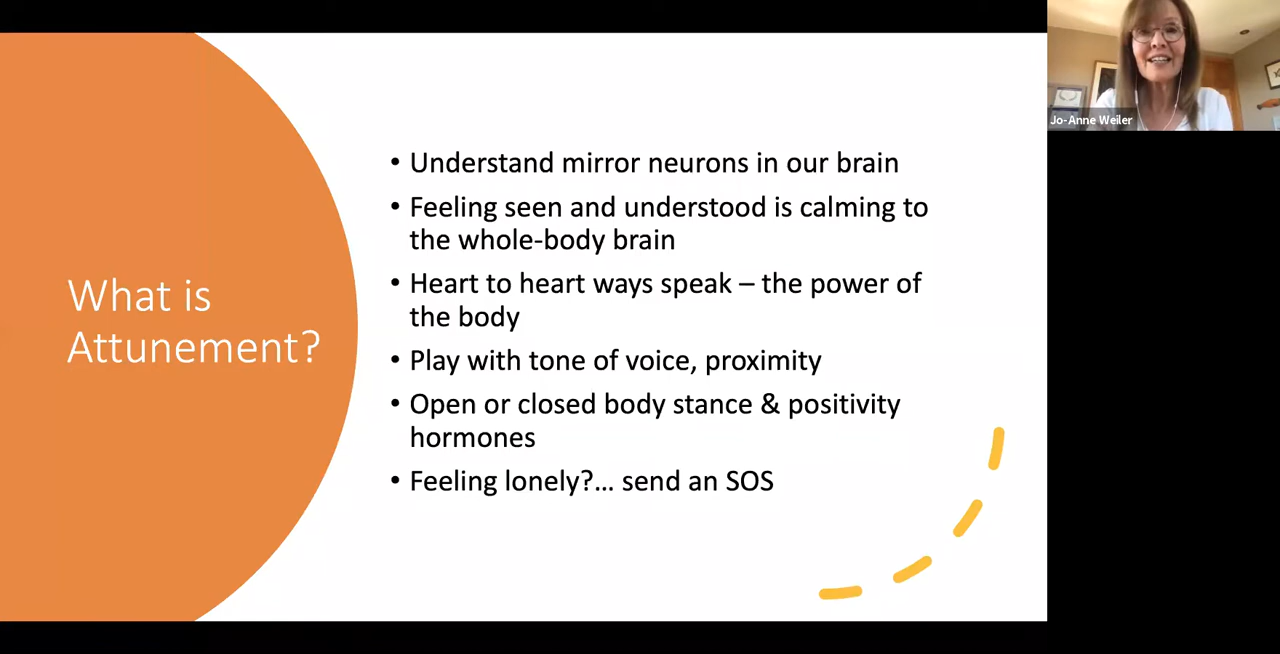 What is
Attunement?
• Understand mirror neurons in our brain
• Feeling seen and understood is calming to
the whole-body brain
• Heart to heart ways speak – the power of
the body
• Play with tone of voice, proximity
• Open or closed body stance & positivity
hormones
• Feeling lonely?... send an SOS
Jo-Anne Weiler